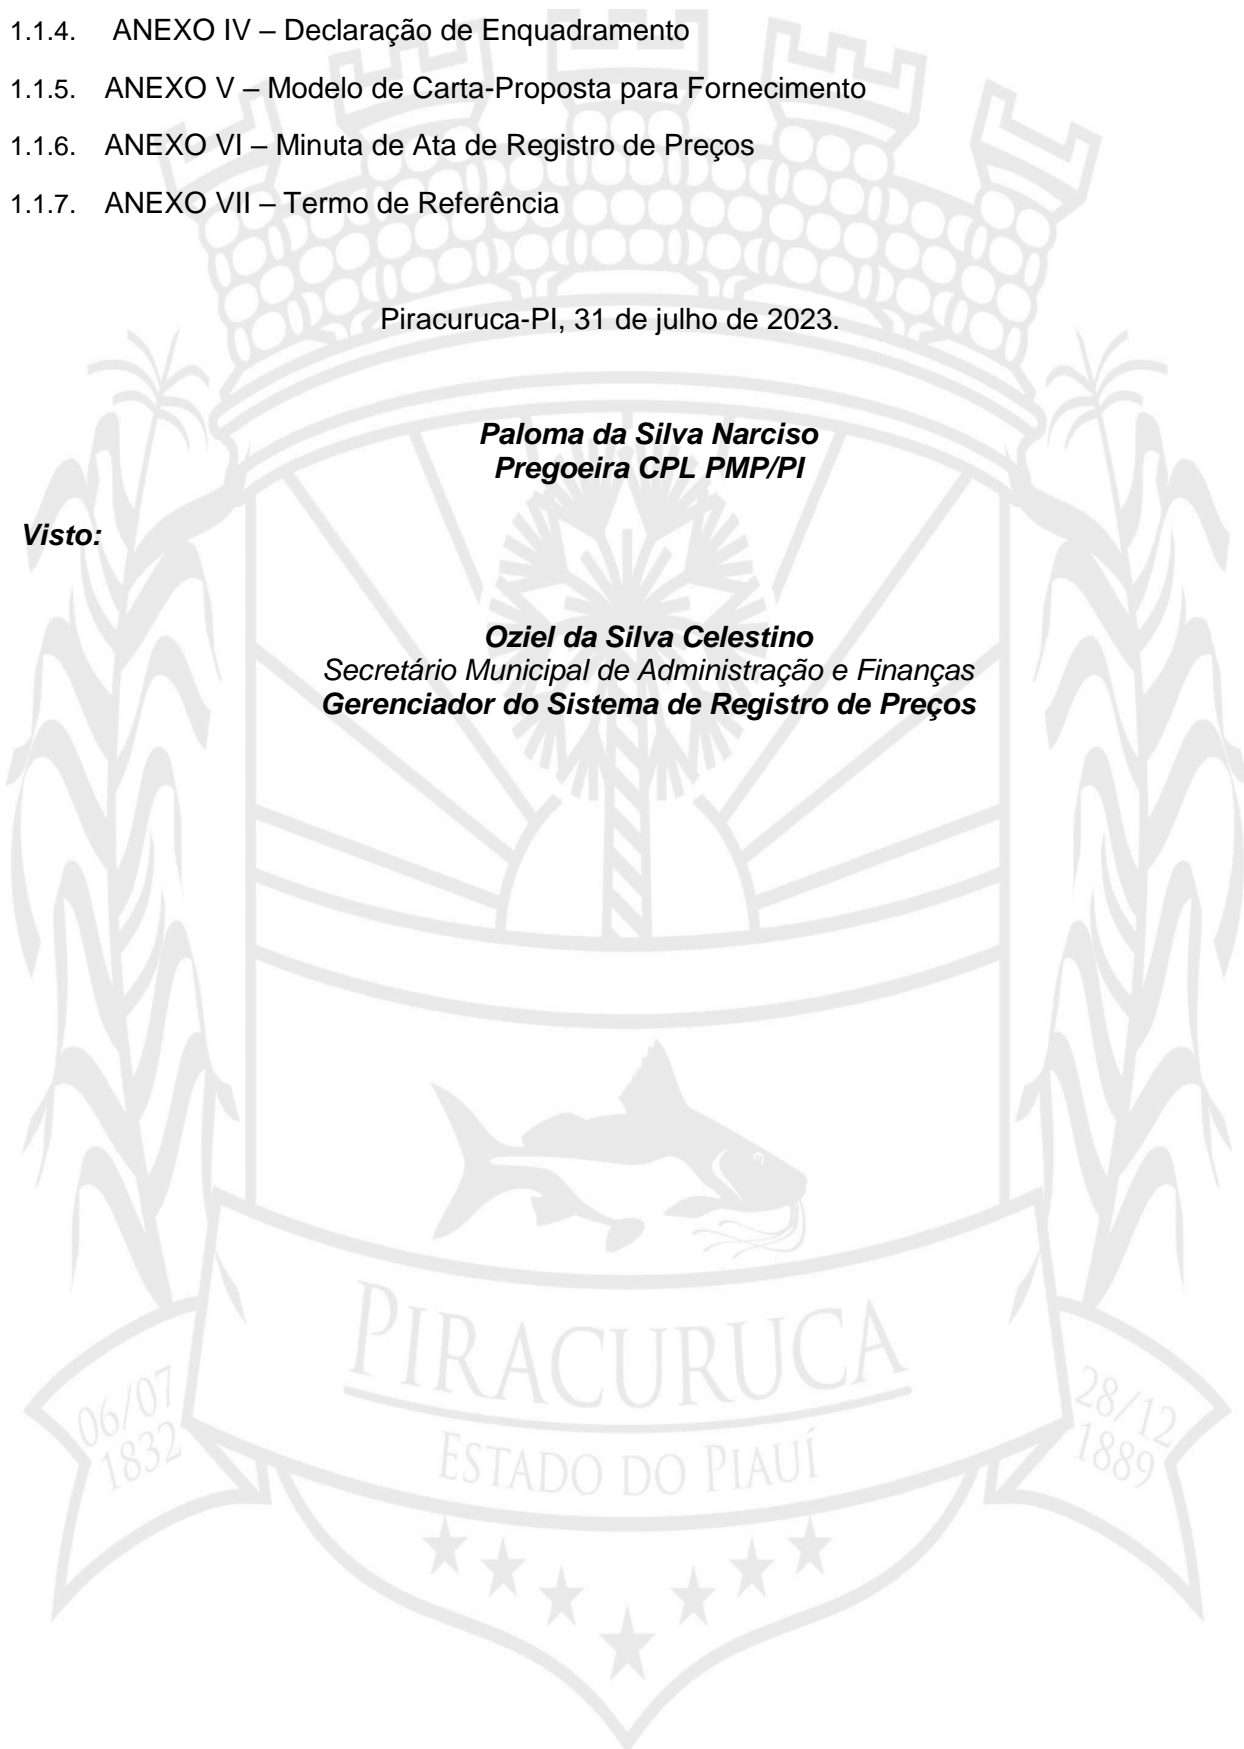 1.1.4. ANEXO IV – Declaração de Enquadramento
1.1.5. ANEXO V – Modelo de Carta-Proposta para Fornecimento
1.1.6. ANEXO VI – Minuta de Ata de Registro de Preços
1.1.7. ANEXO VII – Termo de Referência
Piracuruca-PI, 31 de julho de 2023.
Paloma da Silva Narciso
Pregoeira CPL PMP/PI
Visto:
Oziel da Silva Celestino
Secretário Municipal de Administração e Finanças
Gerenciador do Sistema de Registro de Preços
PIRACURUCA
06/07
1832
28/12
1889
ESTADO DO PIAUÍ